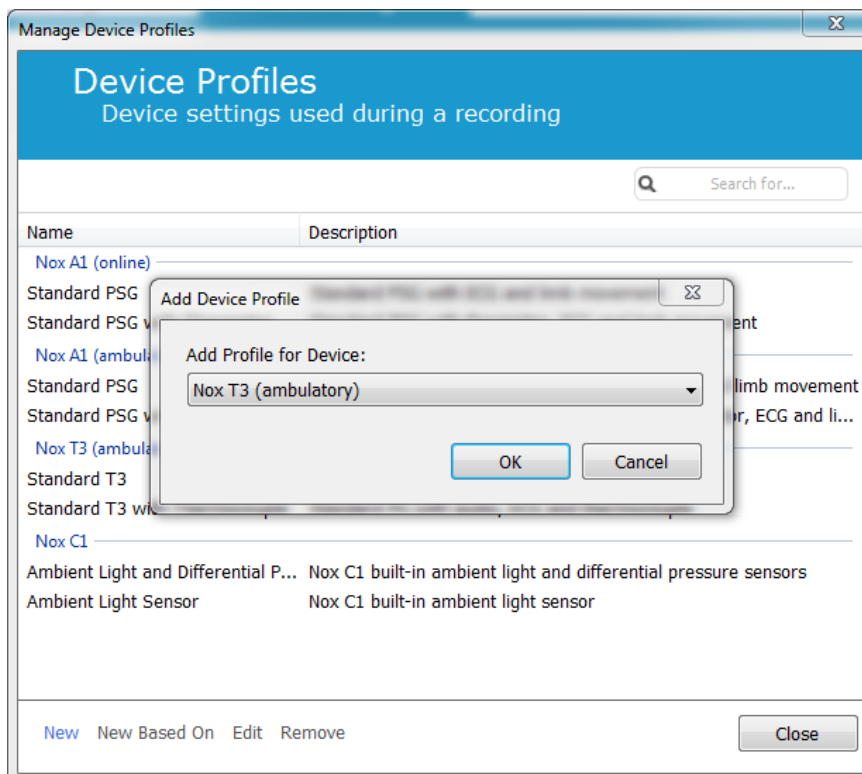 Manage Device Profiles
Device Profiles
Device settings used during a recording
Search for...
Name Description
Nox A1 (online)
Standard PSG
Add Device Profile
Standard PSG w ent
Nox A1 (ambula
Add Profile for Device:
Standard PSG limb movement
Nox T3 (ambulatory)
Standard PSG w r, ECG and li...
Nox T3 (ambula
OK Cancel
Standard T3
Standard T3 wi
Nox C1
Ambient Light and Differential P... Nox C1 built-in ambient light and differential pressure sensors
Ambient Light Sensor Nox C1 built-in ambient light sensor
New New Based On Edit Remove Close